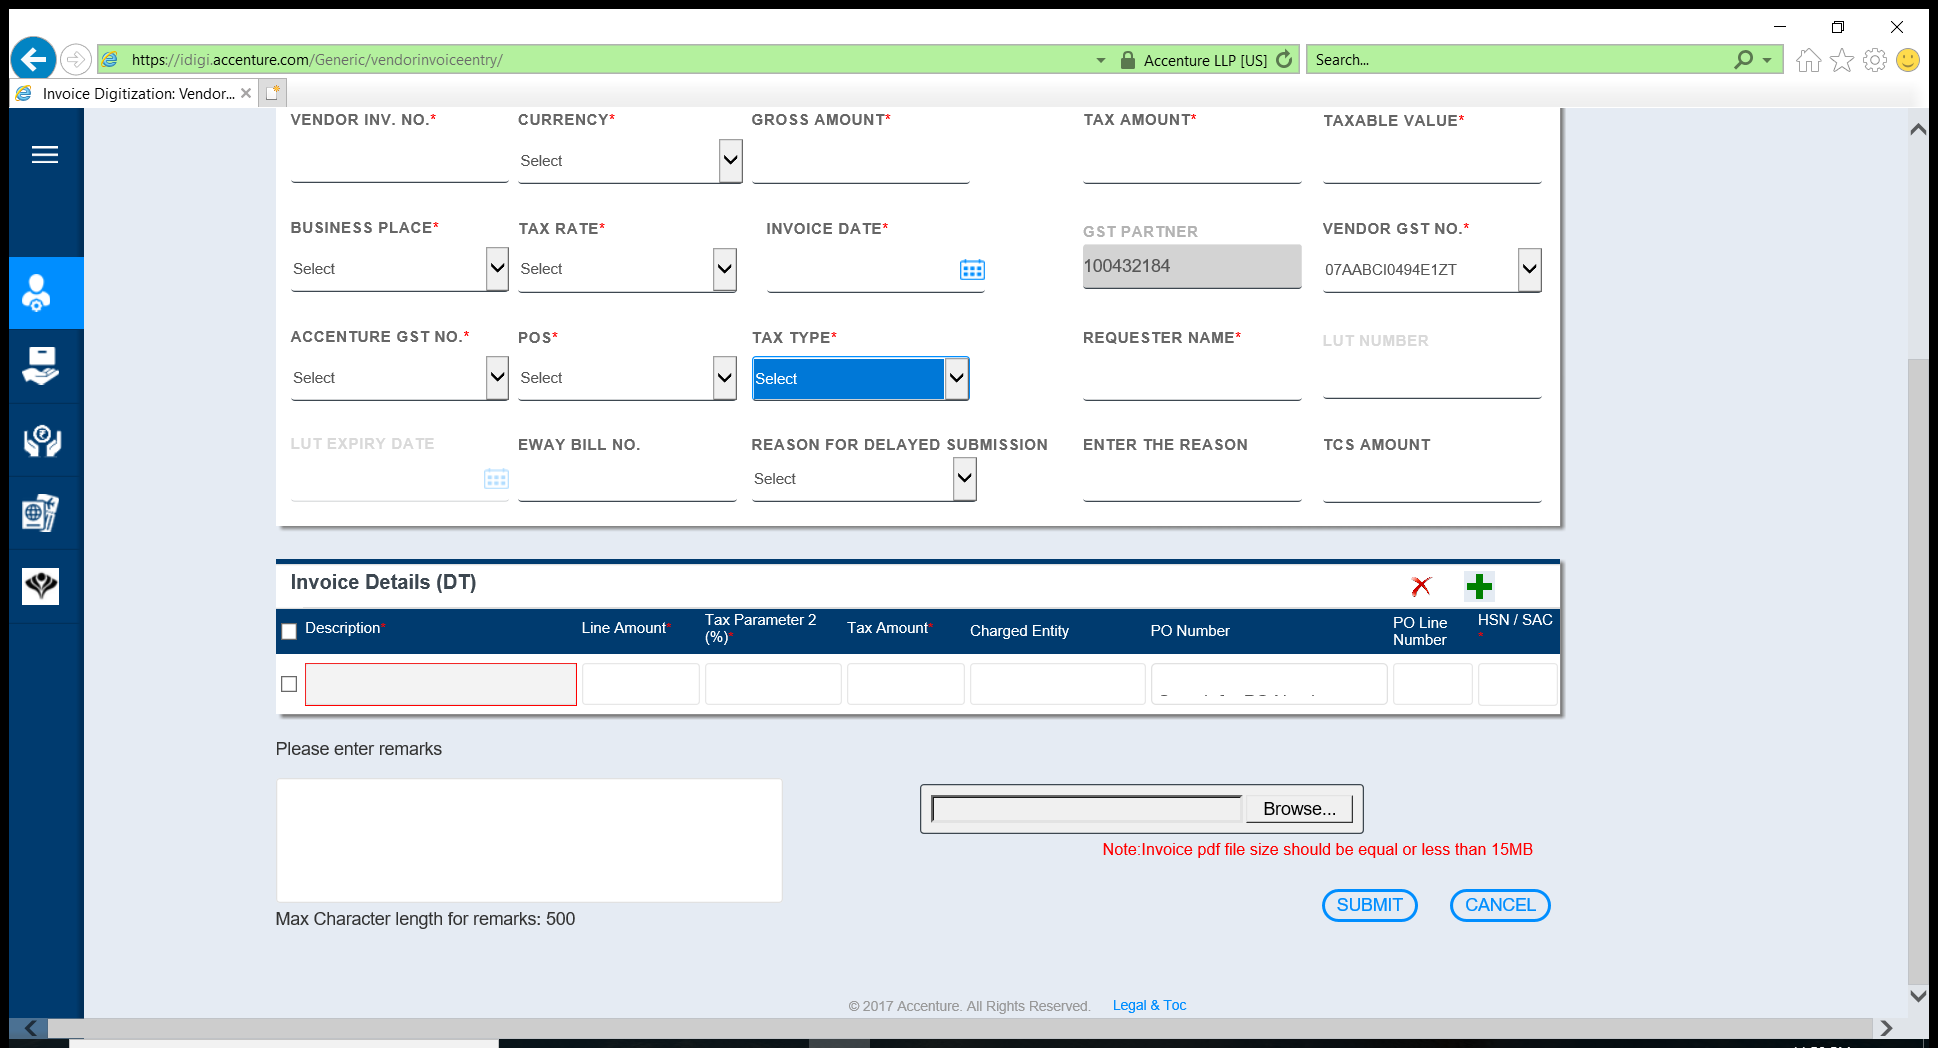 https://idigi.accenture.com/Generic/vendorinvoiceentry/
Accenture LLP [US]
Search...
Invoice Digitization: Vendor...
VENDOR INV. NO.*
CURRENCY*
GROSS AMOUNT*
TAX AMOUNT*
TAXABLE VALUE*
Select
BUSINESS PLACE*
TAX RATE*
INVOICE DATE*
GST PARTNER
VENDOR GST NO.*
Select
Select
100432184
07AABCI0494E1ZT
ACCENTURE GST NO.*
POS*
TAX TYPE*
REQUESTER NAME*
LUT NUMBER
Select
Select
Select
LUT EXPIRY DATE
EWAY BILL NO.
REASON FOR DELAYED SUBMISSION
ENTER THE REASON
TCS AMOUNT
Select
Invoice Details (DT)
Description*
Line Amount*
Tax Parameter 2
(%)*
Tax Amount*
Charged Entity
PO Number
PO Line
Number
HSN / SAC
*
Please enter remarks
Browse...
Note:Invoice pdf file size should be equal or less than 15MB
SUBMIT
CANCEL
Max Character length for remarks: 500
© 2017 Accenture. All Rights Reserved.
Legal & Toc